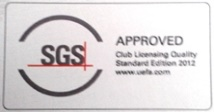 SGS
APPROVED
Club Licensing Quality
Standard Edition 2012
www.uefa.com